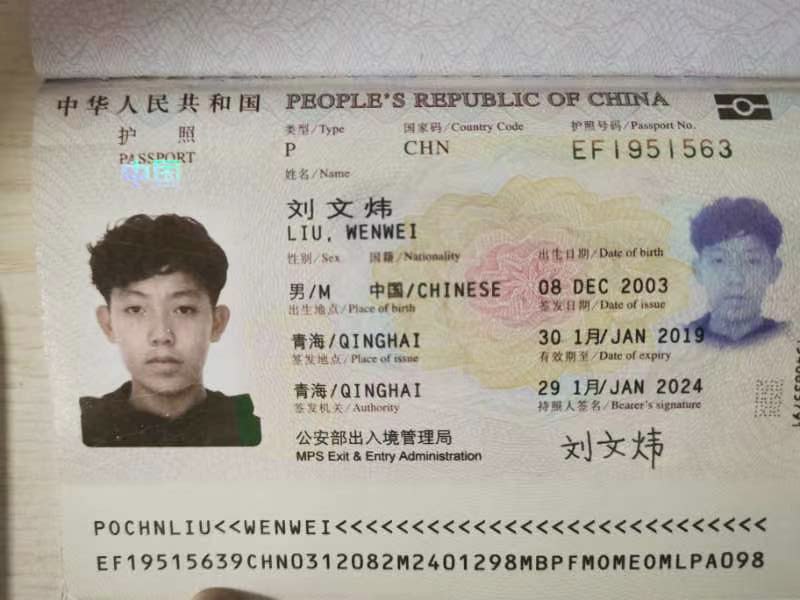 中华人民共和国 PEOPLE'S REPUBLIC OF CHINA
护 照
PASSPORT
中国
类型/Type 国家码/Country Code 护照号码/Passport No.
P CHN EF1951563
姓名/Name
刘文炜
LIU, WENWEI
性别/Sex 国籍/Nationality 出生日期/Date of birth
男/M 中国/CHINESE 08 DEC 2003
出生地点/Place of birth 签发日期/Date of issue
青海/QINGHAI 30 1月/JAN 2019
签发地点/Place of issue 有效期至/Date of expiry
青海/QINGHAI 29 1月/JAN 2024
签发机关/Authority 持照人签名/Bearer's signature
公安部出入境管理局
MPS Exit & Entry Administration
刘文炜
POCHNLIU<<WENWEI<<<<<<<<<<<<<<<<<<<<<<<<<<<<
EF19515639CHN0312082M2401298MBPFMOMEOMLPA098